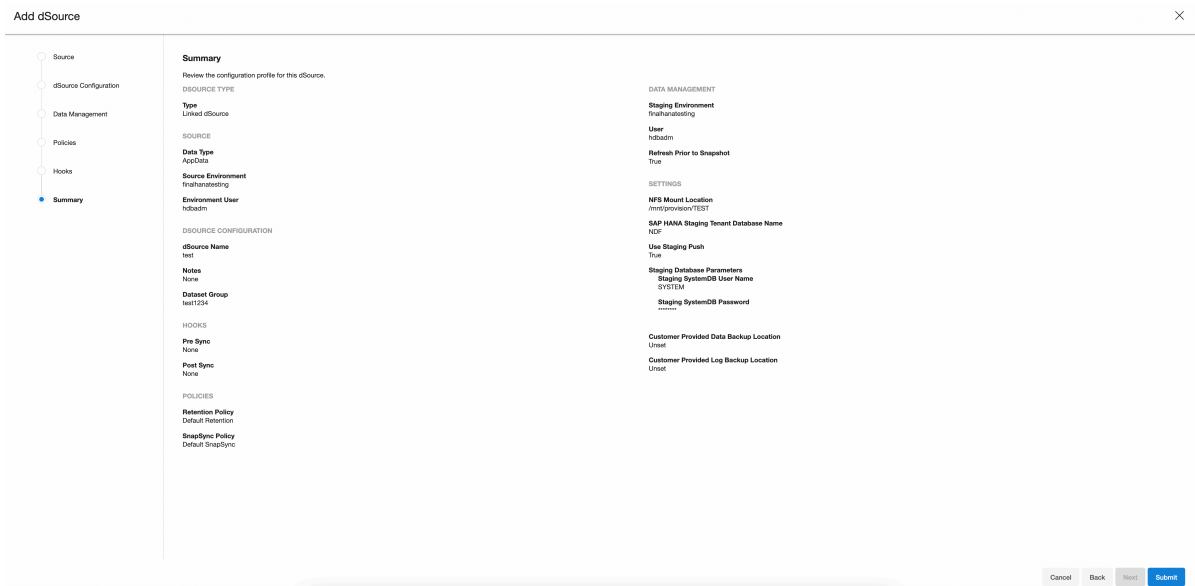 Add dSource
Source
dSource Configuration
Data Management
Policies
Hooks
Summary
Summary
Review the configuration profile for this dSource.
DSOURCE TYPE
Type
Linked dSource
SOURCE
Data Type
AppData
Source Environment
finalhanatesting
Environment User
hdbadm
DSOURCE CONFIGURATION
dSource Name
test
Notes
None
Dataset Group
test1234
HOOKS
Pre Sync
None
Post Sync
None
POLICIES
Retention Policy
Default Retention
SnapSync Policy
Default SnapSync
DATA MANAGEMENT
Staging Environment
finalhanatesting
User
hdbadm
Refresh Prior to Snapshot
True
SETTINGS
NFS Mount Location
/mnt/provision/TEST
SAP HANA Staging Tenant Database Name
NDF
Use Staging Push
True
Staging Database Parameters
Staging SystemDB User Name
SYSTEM
Staging SystemDB Password
********
Customer Provided Data Backup Location
Unset
Customer Provided Log Backup Location
Unset
Cancel Back Next Submit